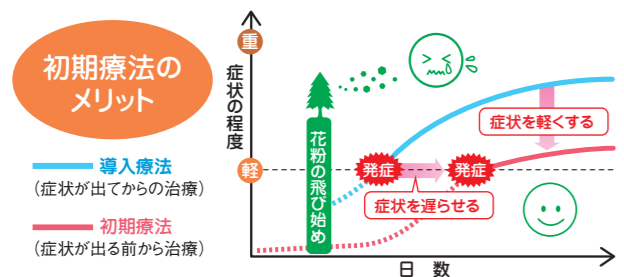 初期療法の
メリット
導入療法
(症状が出てからの治療)
初期療法
(症状が出る前から治療)
症状の程度
重
軽
花粉の飛び始め
発症
発症
症状を遅らせる
症状を軽くする
日 数